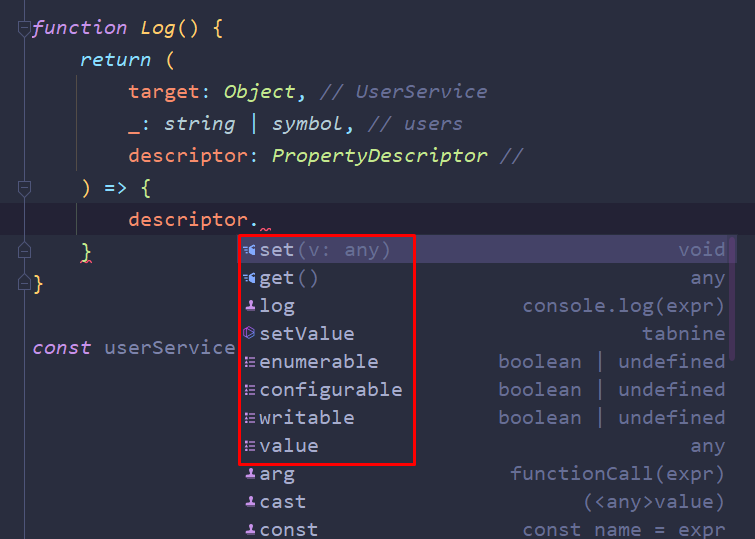 function Log() {
return (
target: Object, // UserService
_: string | symbol, // users
descriptor: PropertyDescriptor //
) => {
descriptor.
set(v: any) void
get() any
log console.log(expr)
setValue tabnine
enumerable boolean | undefined
configurable boolean | undefined
writable boolean | undefined
value any
arg functionCall(expr)
cast (<any>value)
const const name = expr
}
}
const userService